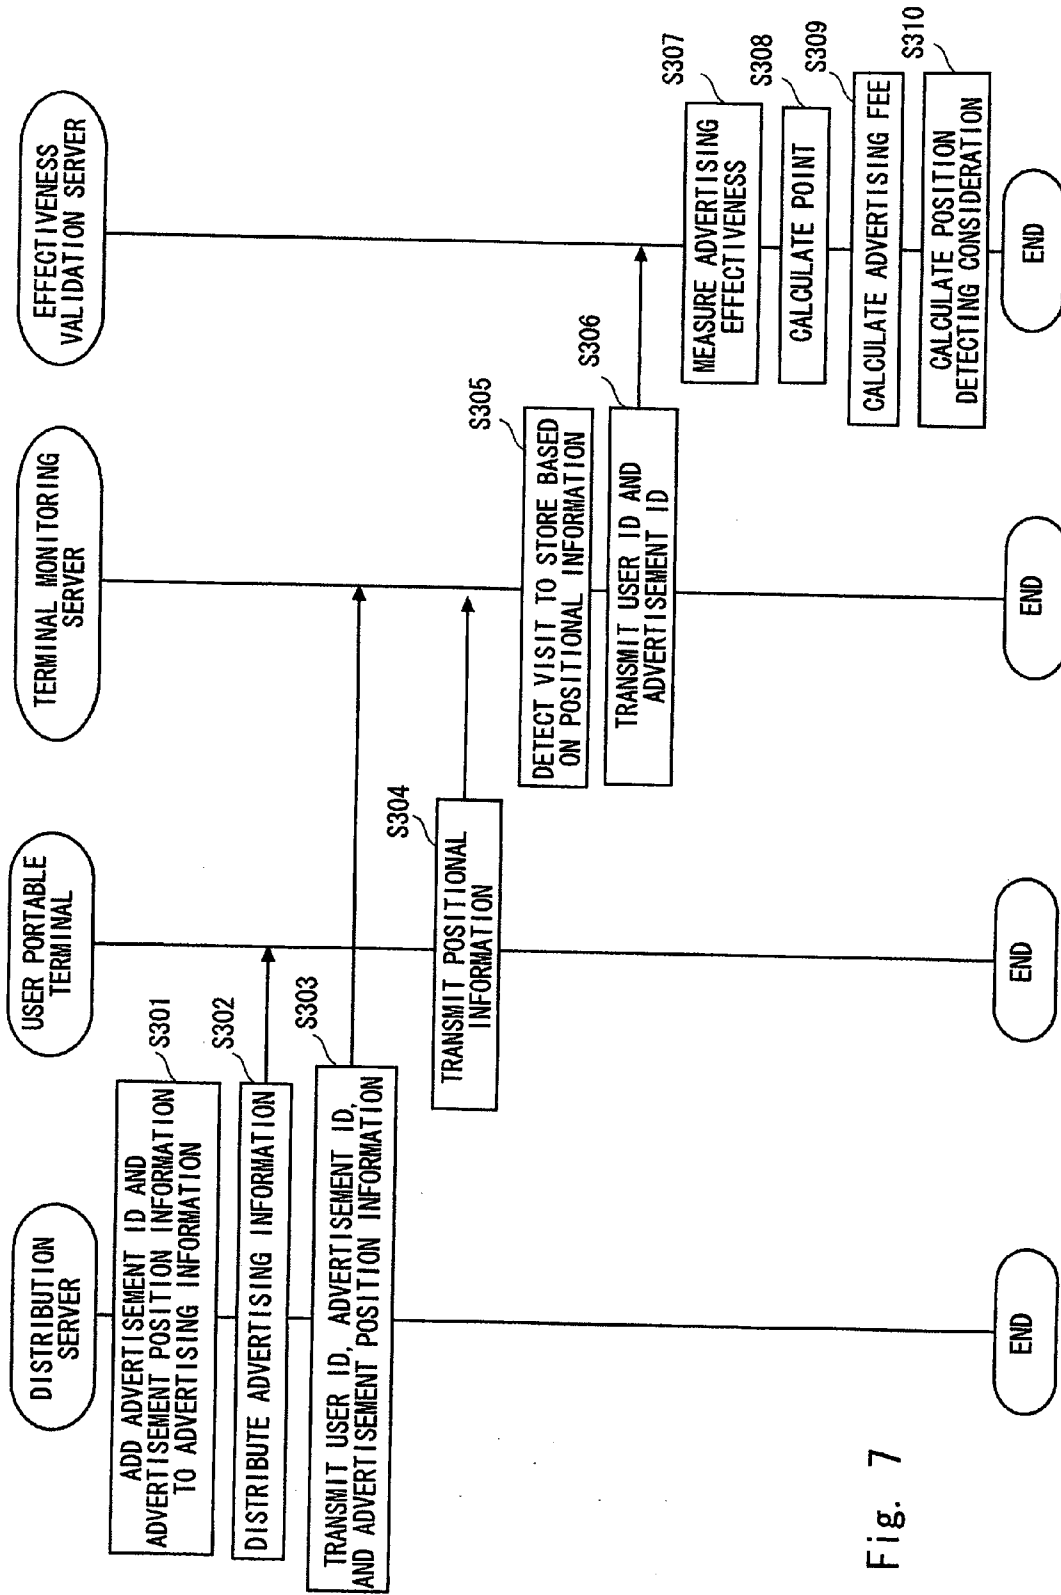 DISTRIBUTION
SERVER
USER PORTABLE
TERMINAL
TERMINAL MONITORING
SERVER
EFFECTIVENESS
VALIDATION SERVER
S301
ADD ADVERTISEMENT ID AND
ADVERTISEMENT POSITION INFORMATION
TO ADVERTISING INFORMATION
S302
DISTRIBUTE ADVERTISING INFORMATION
S303
TRANSMIT USER ID, ADVERTISEMENT ID,
AND ADVERTISEMENT POSITION INFORMATION
S304
TRANSMIT POSITIONAL
INFORMATION
S305
DETECT VISIT TO STORE BASED
ON POSITIONAL INFORMATION
S306
TRANSMIT USER ID AND
ADVERTISEMENT ID
S307
MEASURE ADVERTISING
EFFECTIVENESS
S308
CALCULATE POINT
S309
CALCULATE ADVERTISING FEE
S310
CALCULATE POSITION
DETECTING CONSIDERATION
END
END
END
END
Fig. 7